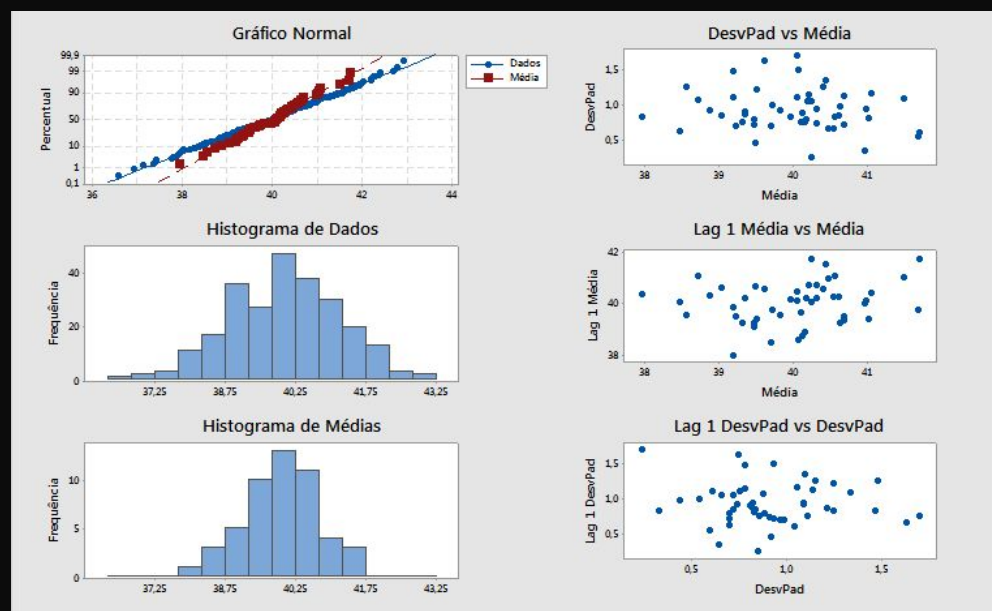 Gráfico Normal
Percentual
99,9
99
90
50
10
1
0,1
36
38
40
42
44
Dados
Média
DesvPad vs Média
DesvPad
1,5
1,0
0,5
38
39
40
41
Média
Histograma de Dados
Frequência
40
20
0
37,25
38,75
40,25
41,75
43,25
Lag 1 Média vs Média
Lag 1 Média
42
40
38
38
39
40
41
Média
Histograma de Médias
Frequência
10
5
0
37,25
38,75
40,25
41,75
43,25
Lag 1 DesvPad vs DesvPad
Lag 1 DesvPad
1,5
1,0
0,5
0,5
1,0
1,5
DesvPad